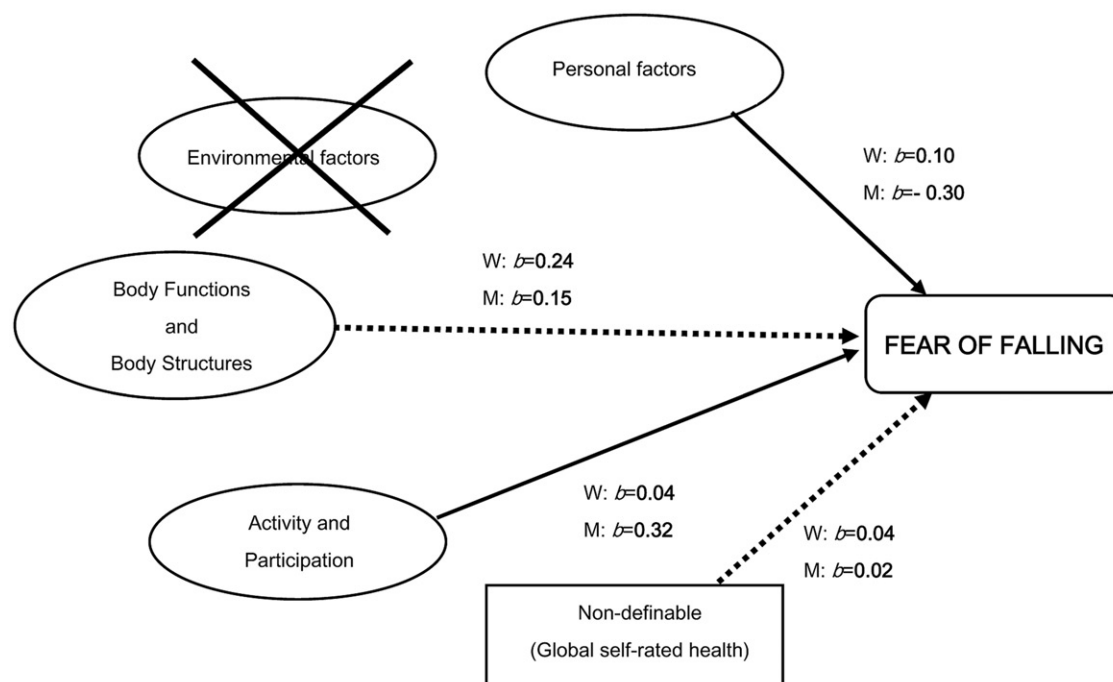 Personal factors
Environmental factors
W: b=0.10
M: b=- 0.30
Body Functions
and
Body Structures
W: b=0.24
M: b=0.15
FEAR OF FALLING
Activity and
Participation
W: b=0.04
M: b=0.32
W: b=0.04
M: b=0.02
Non-definable
(Global self-rated health)